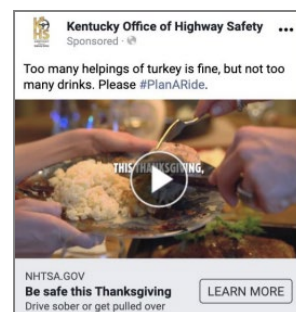 Kentucky Office of Highway Safety
Sponsored ·
Too many helpings of turkey is fine, but not too
many drinks. Please #PlanARide.
THIS THANKSGIVING,
NHTSA.GOV
Be safe this Thanksgiving
Drive sober or get pulled over
LEARN MORE